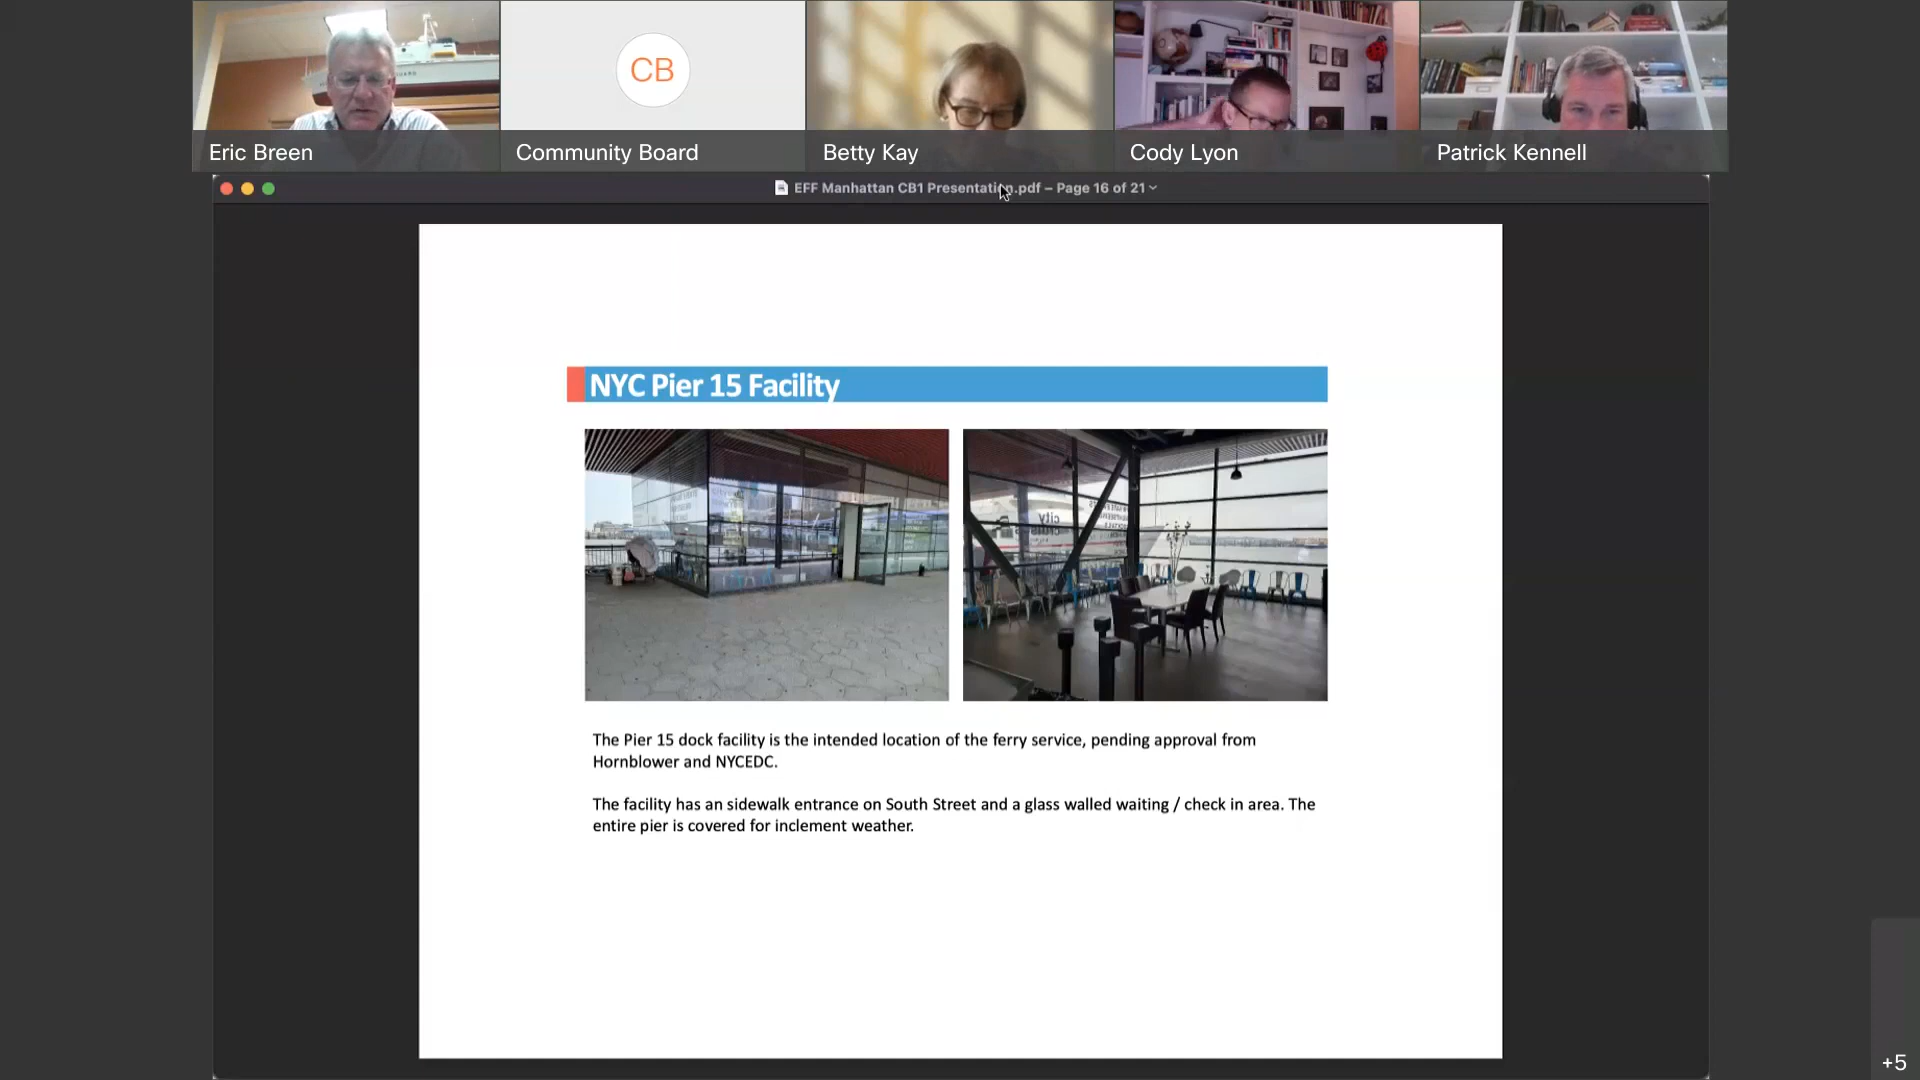 CB
Eric Breen
Community Board
Betty Kay
Cody Lyon
Patrick Kennell
EFF Manhattan CB1 Presentation.pdf – Page 16 of 21
NYC Pier 15 Facility
city
The Pier 15 dock facility is the intended location of the ferry service, pending approval from
Hornblower and NYCEDC.
The facility has an sidewalk entrance on South Street and a glass walled waiting / check in area. The
entire pier is covered for inclement weather.
+5